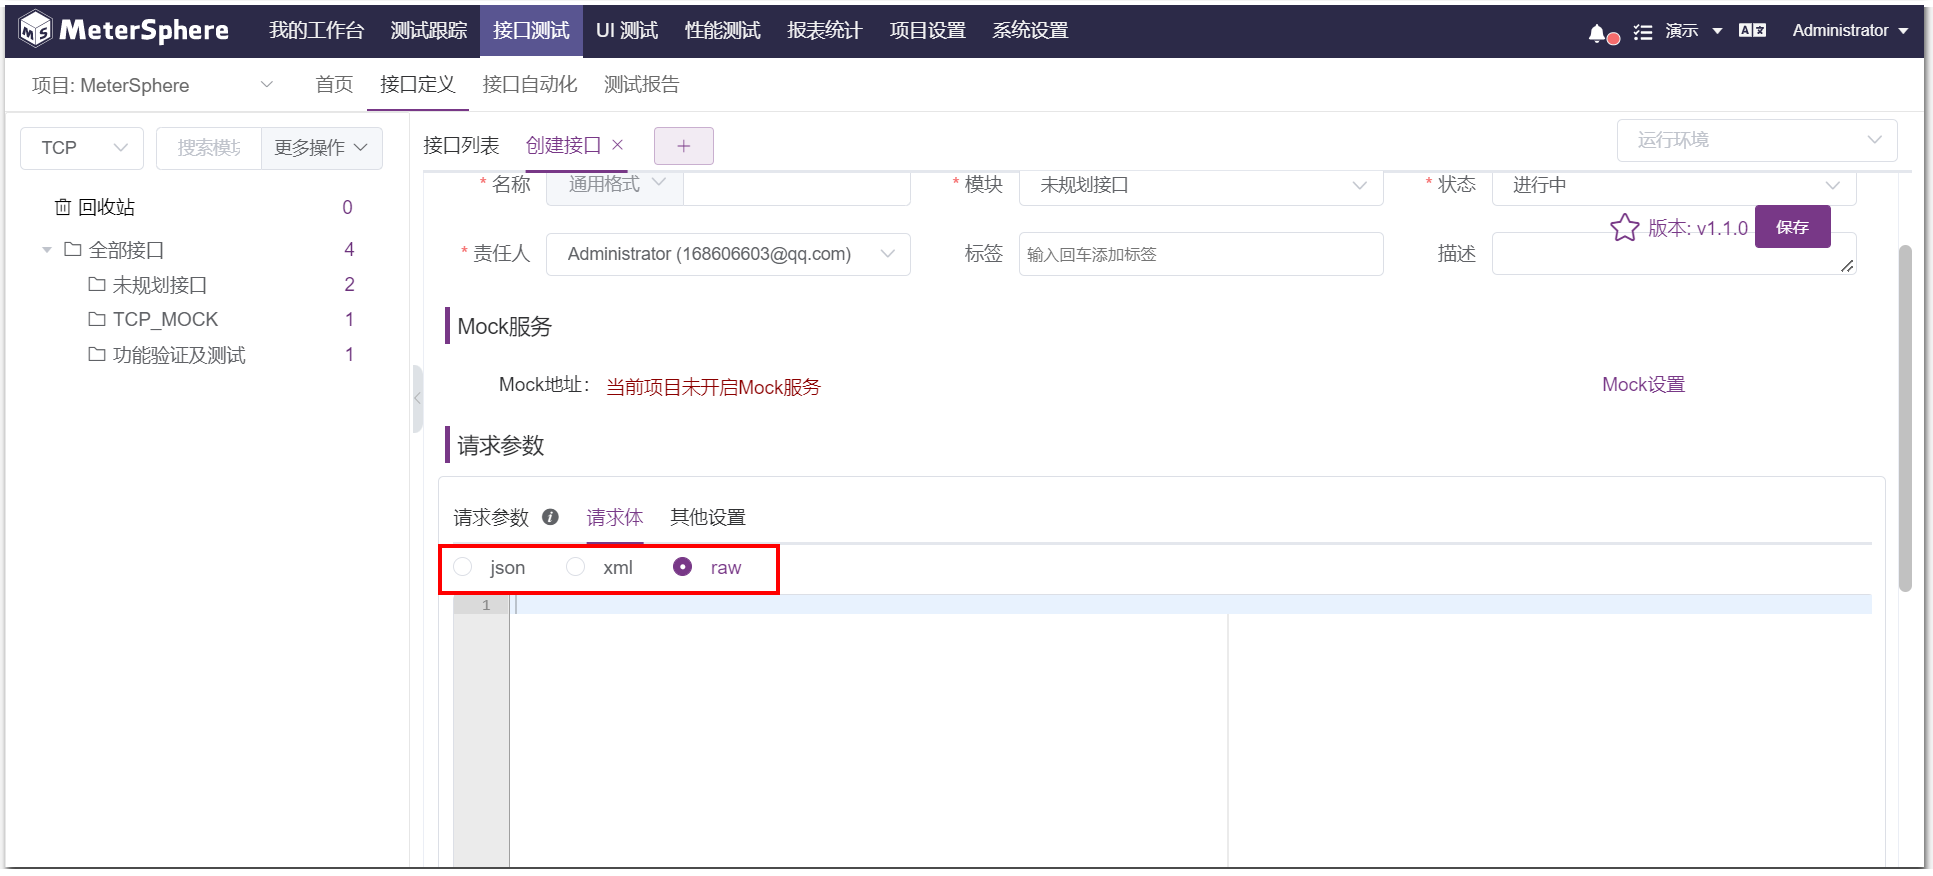 MeterSphere 我的工作台 测试跟踪 接口测试 UI 测试 性能测试 报表统计 项目设置 系统设置 演示 Administrator
项目: MeterSphere 首页 接口定义 接口自动化 测试报告
TCP 搜索模块 更多操作 接口列表 创建接口 × + 运行环境
* 名称 通用格式 * 模块 未规划接口 * 状态 进行中
回收站 0
版本: v1.1.0 保存
全部接口 4
* 责任人 Administrator (168606603@qq.com) 标签 输入回车添加标签 描述
未规划接口 2
TCP_MOCK 1
Mock服务
功能验证及测试 1
Mock地址: 当前项目未开启Mock服务 Mock设置
请求参数
请求参数 请求体 其他设置
json xml raw
1